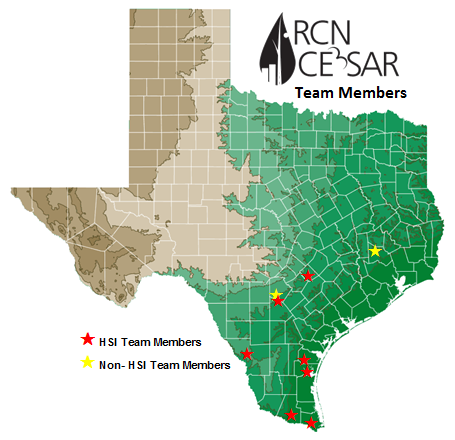 RCN
CE3SAR
Team Members
HSI Team Members
Non- HSI Team Members